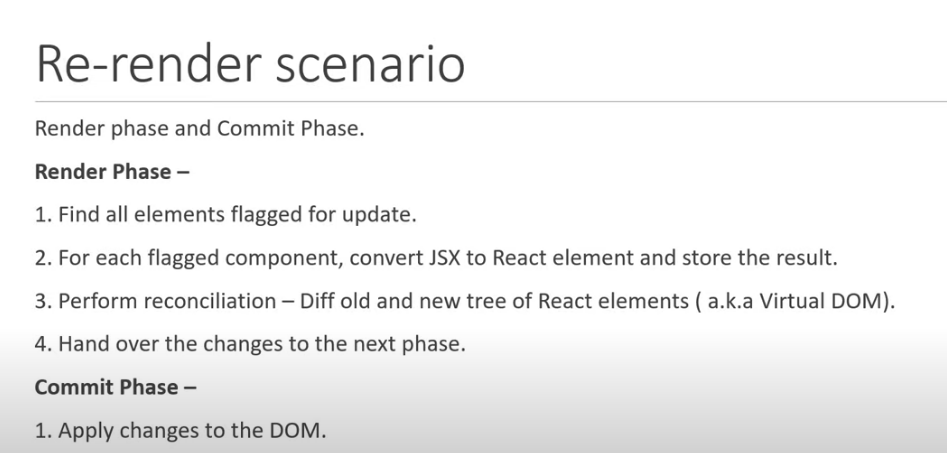 Re-render scenario
Render phase and Commit Phase.
Render Phase –
1. Find all elements flagged for update.
2. For each flagged component, convert JSX to React element and store the result.
3. Perform reconciliation – Diff old and new tree of React elements ( a.k.a Virtual DOM).
4. Hand over the changes to the next phase.
Commit Phase –
1. Apply changes to the DOM.